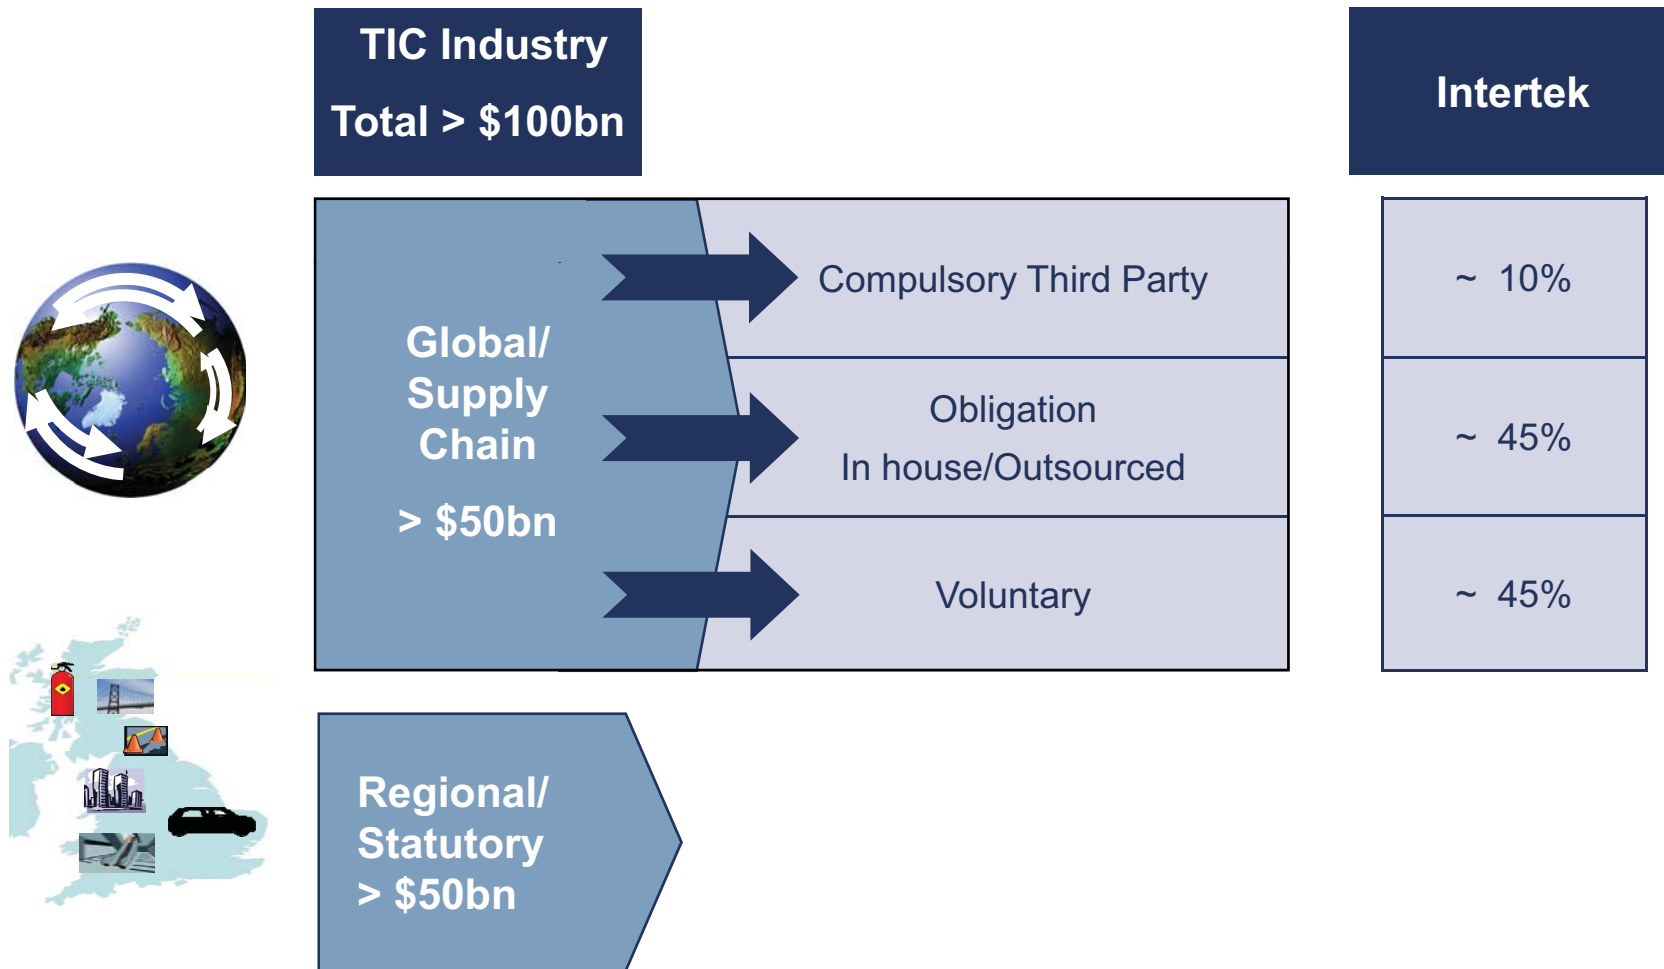 TIC Industry
Total > $100bn
Intertek
Global/
Supply
Chain
> $50bn
Compulsory Third Party
~ 10%
Obligation
In house/Outsourced
~ 45%
Voluntary
~ 45%
Regional/
Statutory
> $50bn